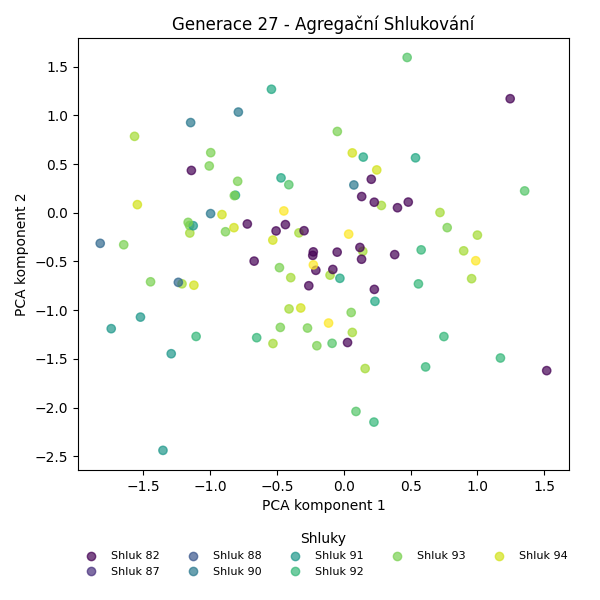 Generace 27 - Agregační Shlukování
PCA komponent 2
1.5
1.0
0.5
0.0
−0.5
−1.0
−1.5
−2.0
−2.5
−1.5 −1.0 −0.5 0.0 0.5 1.0 1.5
PCA komponent 1
Shluky
Shluk 82 Shluk 88 Shluk 91 Shluk 93 Shluk 94
Shluk 87 Shluk 90 Shluk 92